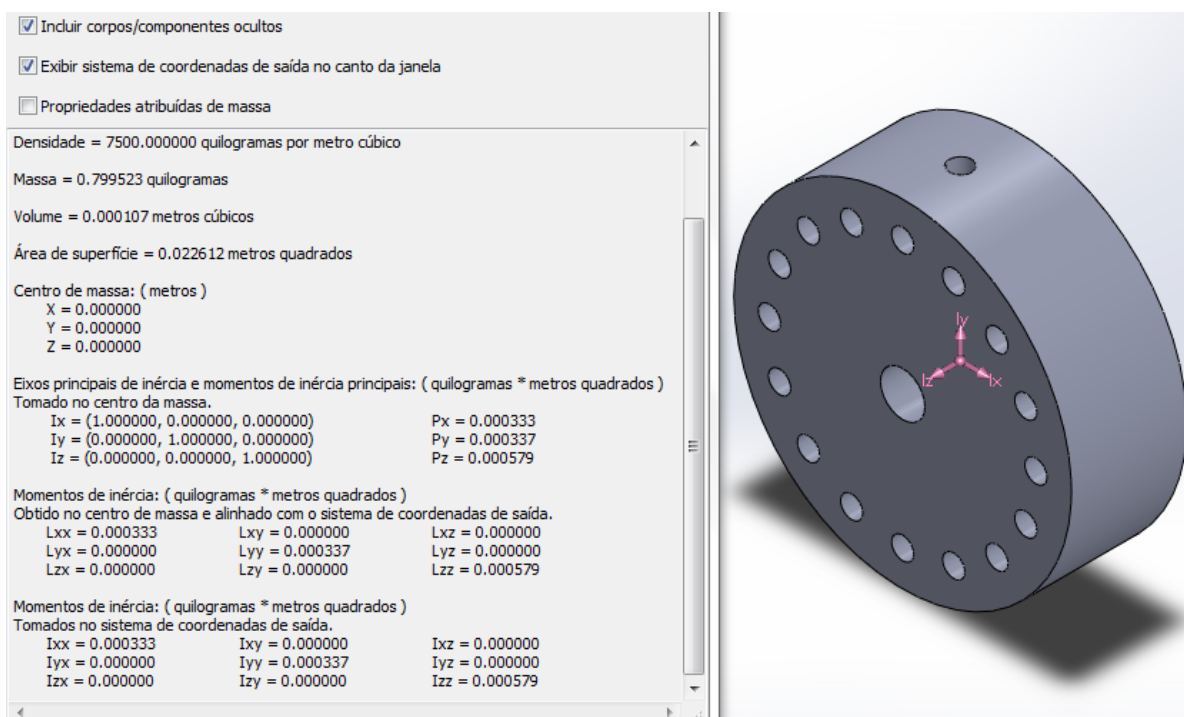 Incluir corpos/componentes ocultos
Exibir sistema de coordenadas de saída no canto da janela
Propriedades atribuídas de massa
Densidade = 7500.000000 quilogramas por metro cúbico
Massa = 0.799523 quilogramas
Volume = 0.000107 metros cúbicos
Área de superfície = 0.022612 metros quadrados
Centro de massa: ( metros )
X = 0.000000
Y = 0.000000
Z = 0.000000
Eixos principais de inércia e momentos de inércia principais: ( quilogramas * metros quadrados )
Tomado no centro da massa.
Ix = (1.000000, 0.000000, 0.000000) Px = 0.000333
Iy = (0.000000, 1.000000, 0.000000) Py = 0.000337
Iz = (0.000000, 0.000000, 1.000000) Pz = 0.000579
Momentos de inércia: ( quilogramas * metros quadrados )
Obtido no centro de massa e alinhado com o sistema de coordenadas de saída.
Lxx = 0.000333 Lxy = 0.000000 Lxz = 0.000000
Lyx = 0.000000 Lyy = 0.000337 Lyz = 0.000000
Lzx = 0.000000 Lzy = 0.000000 Lzz = 0.000579
Momentos de inércia: ( quilogramas * metros quadrados )
Tomados no sistema de coordenadas de saída.
Ixx = 0.000333 Ixy = 0.000000 Ixz = 0.000000
Iyx = 0.000000 Iyy = 0.000337 Iyz = 0.000000
Izx = 0.000000 Izy = 0.000000 Izz = 0.000579
Iy
Iz
Ix